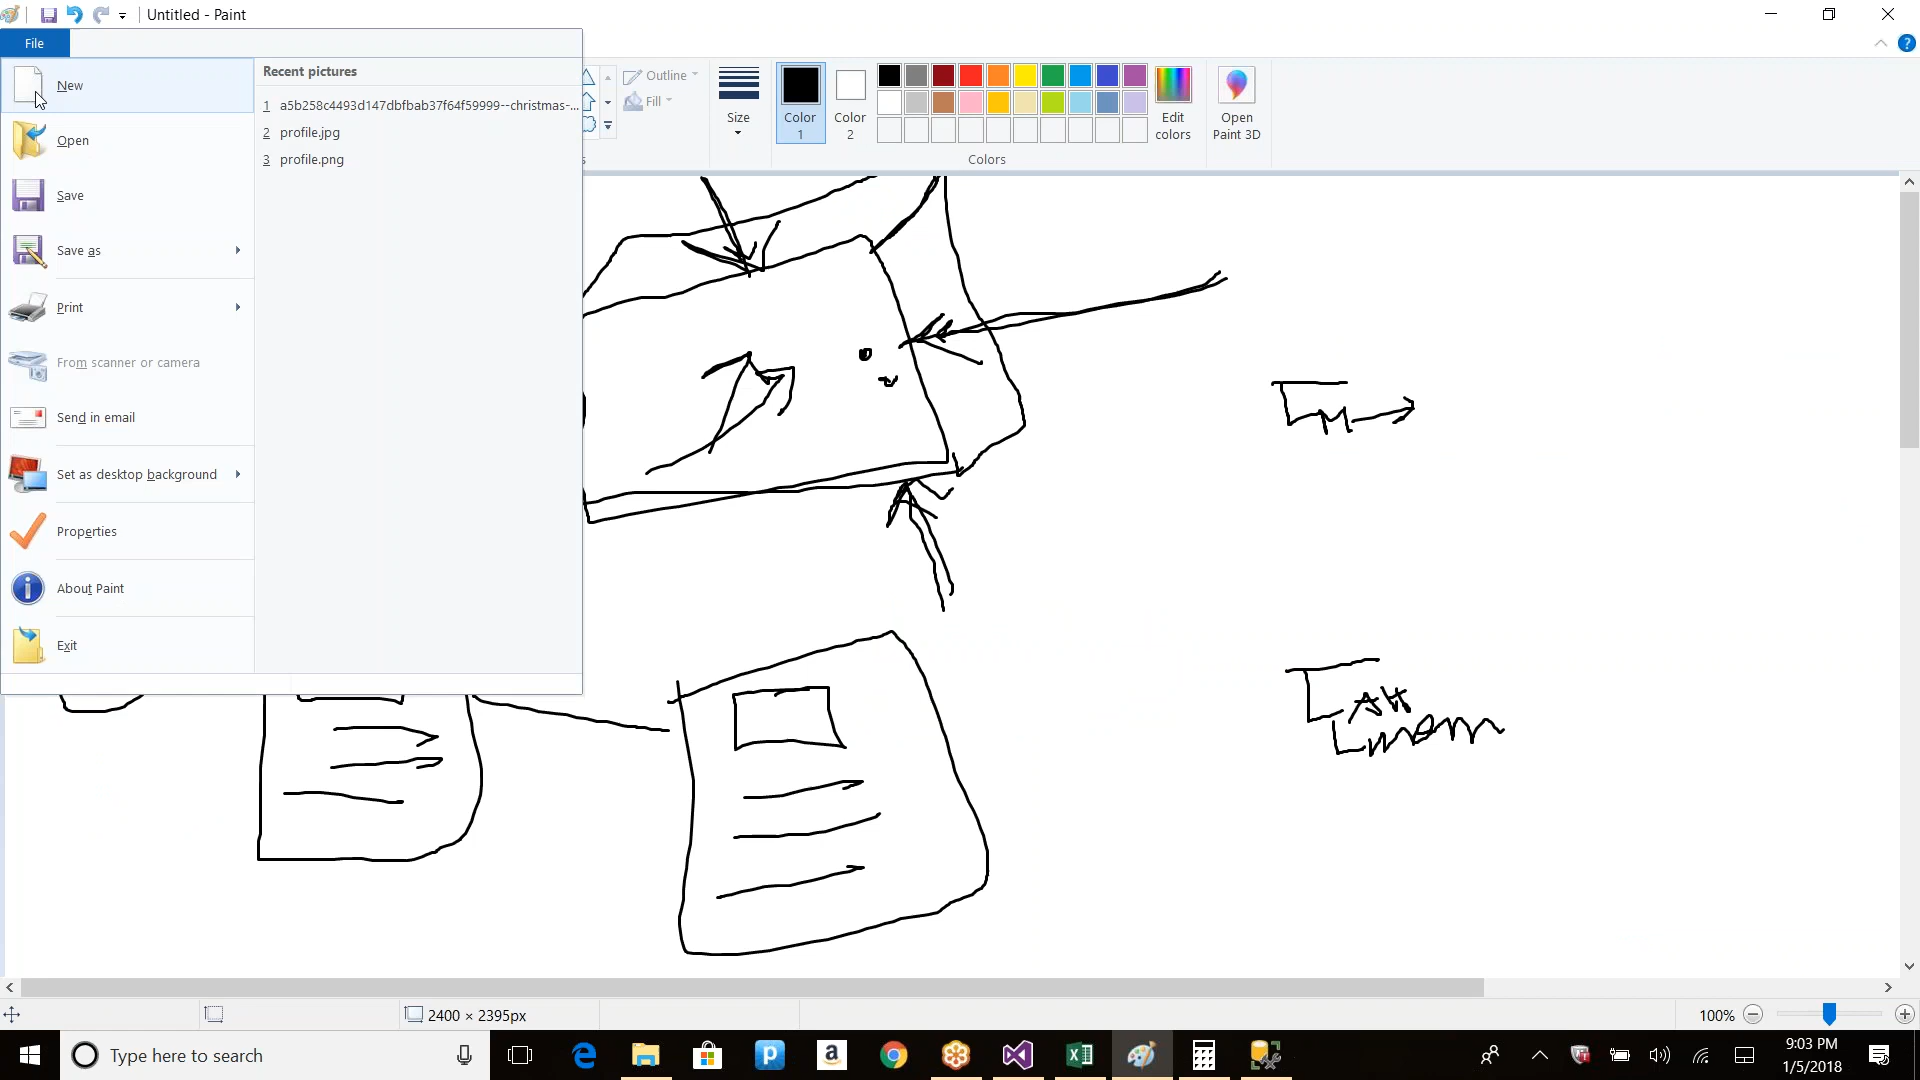 Untitled - Paint
File
New
Open
Save
Save as
Print
From scanner or camera
Send in email
Set as desktop background
Properties
About Paint
Exit
Recent pictures
1 a5b258c4493d147dbfbab37f64f59999--christmas-...
2 profile.jpg
3 profile.png
Outline
Fill
Size
Color 1
Color 2
Edit colors
Open Paint 3D
Colors
2400 × 2395px
100%
Type here to search
9:03 PM
1/5/2018